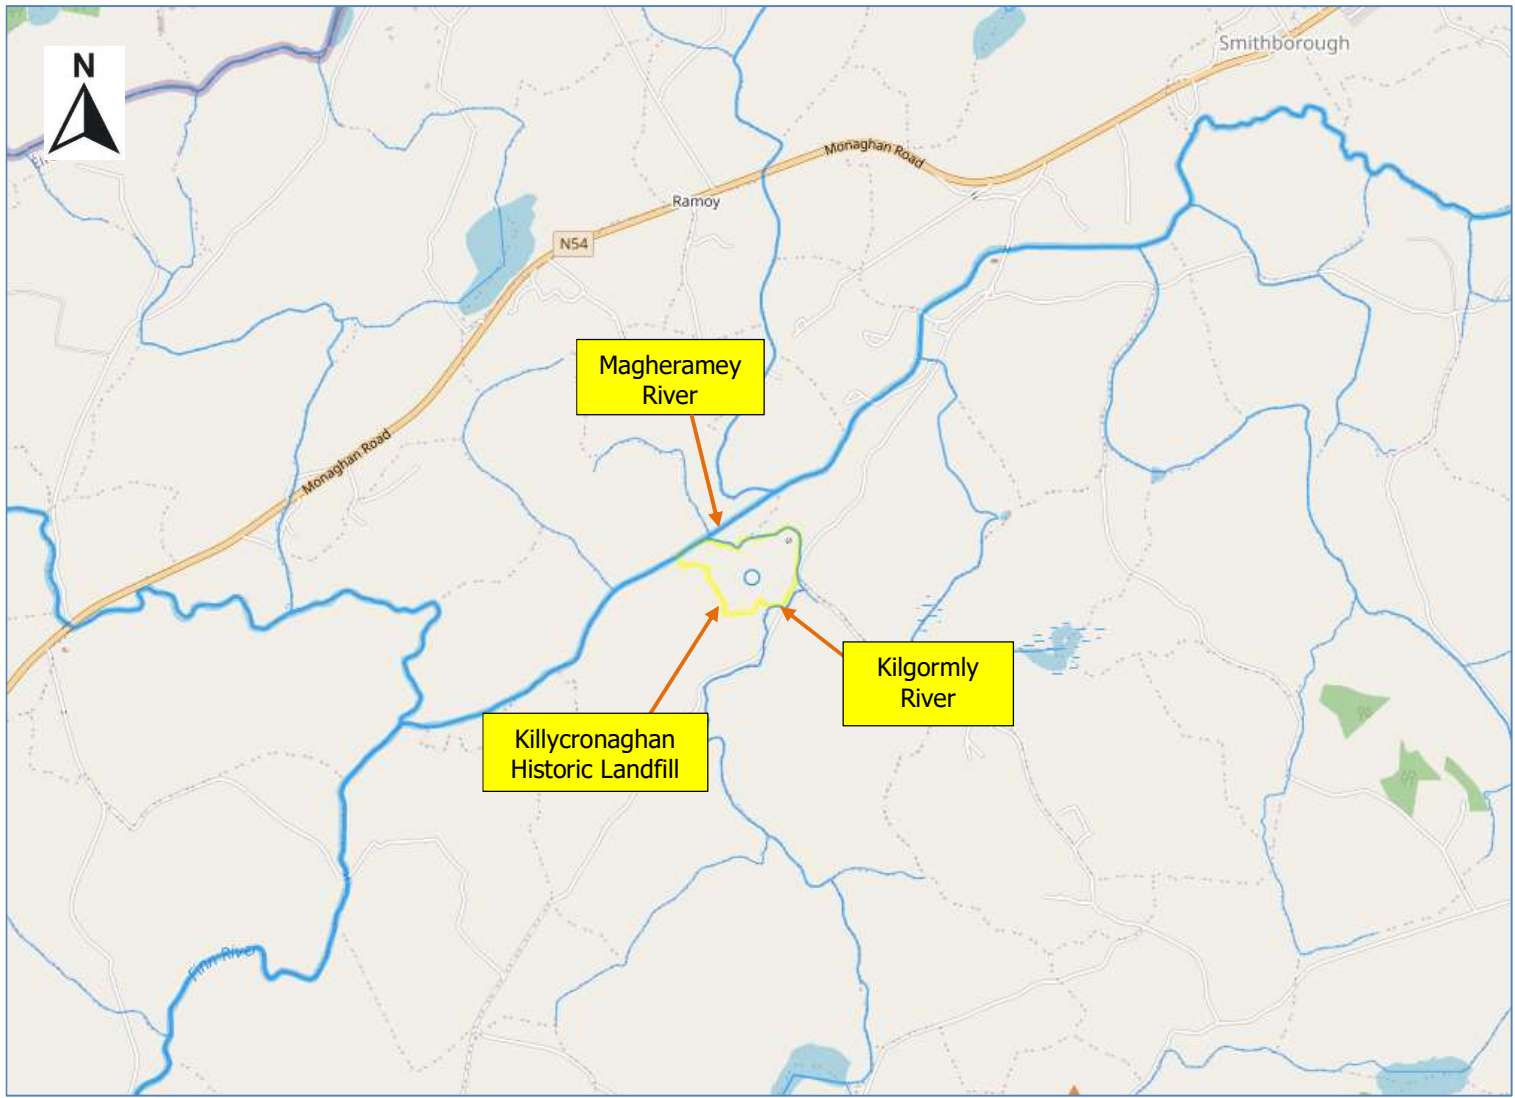 N
Smithborough
Monaghan Road
Ramoy
N54
Magheramey
River
Monaghan Road
Kilgormly
River
Killycronaghan
Historic Landfill
Finn River